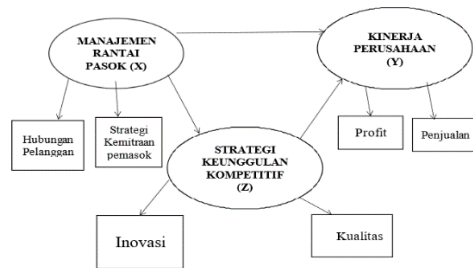 MANAJEMEN
RANTAI
PASOK (X)
KINERJA
PERUSAHAAN
(Y)
Hubungan
Pelanggan
Strategi
Kemitraan
pemasok
STRATEGI
KEUNGGULAN
KOMPETITIF
(Z)
Profit
Penjualan
Inovasi
Kualitas